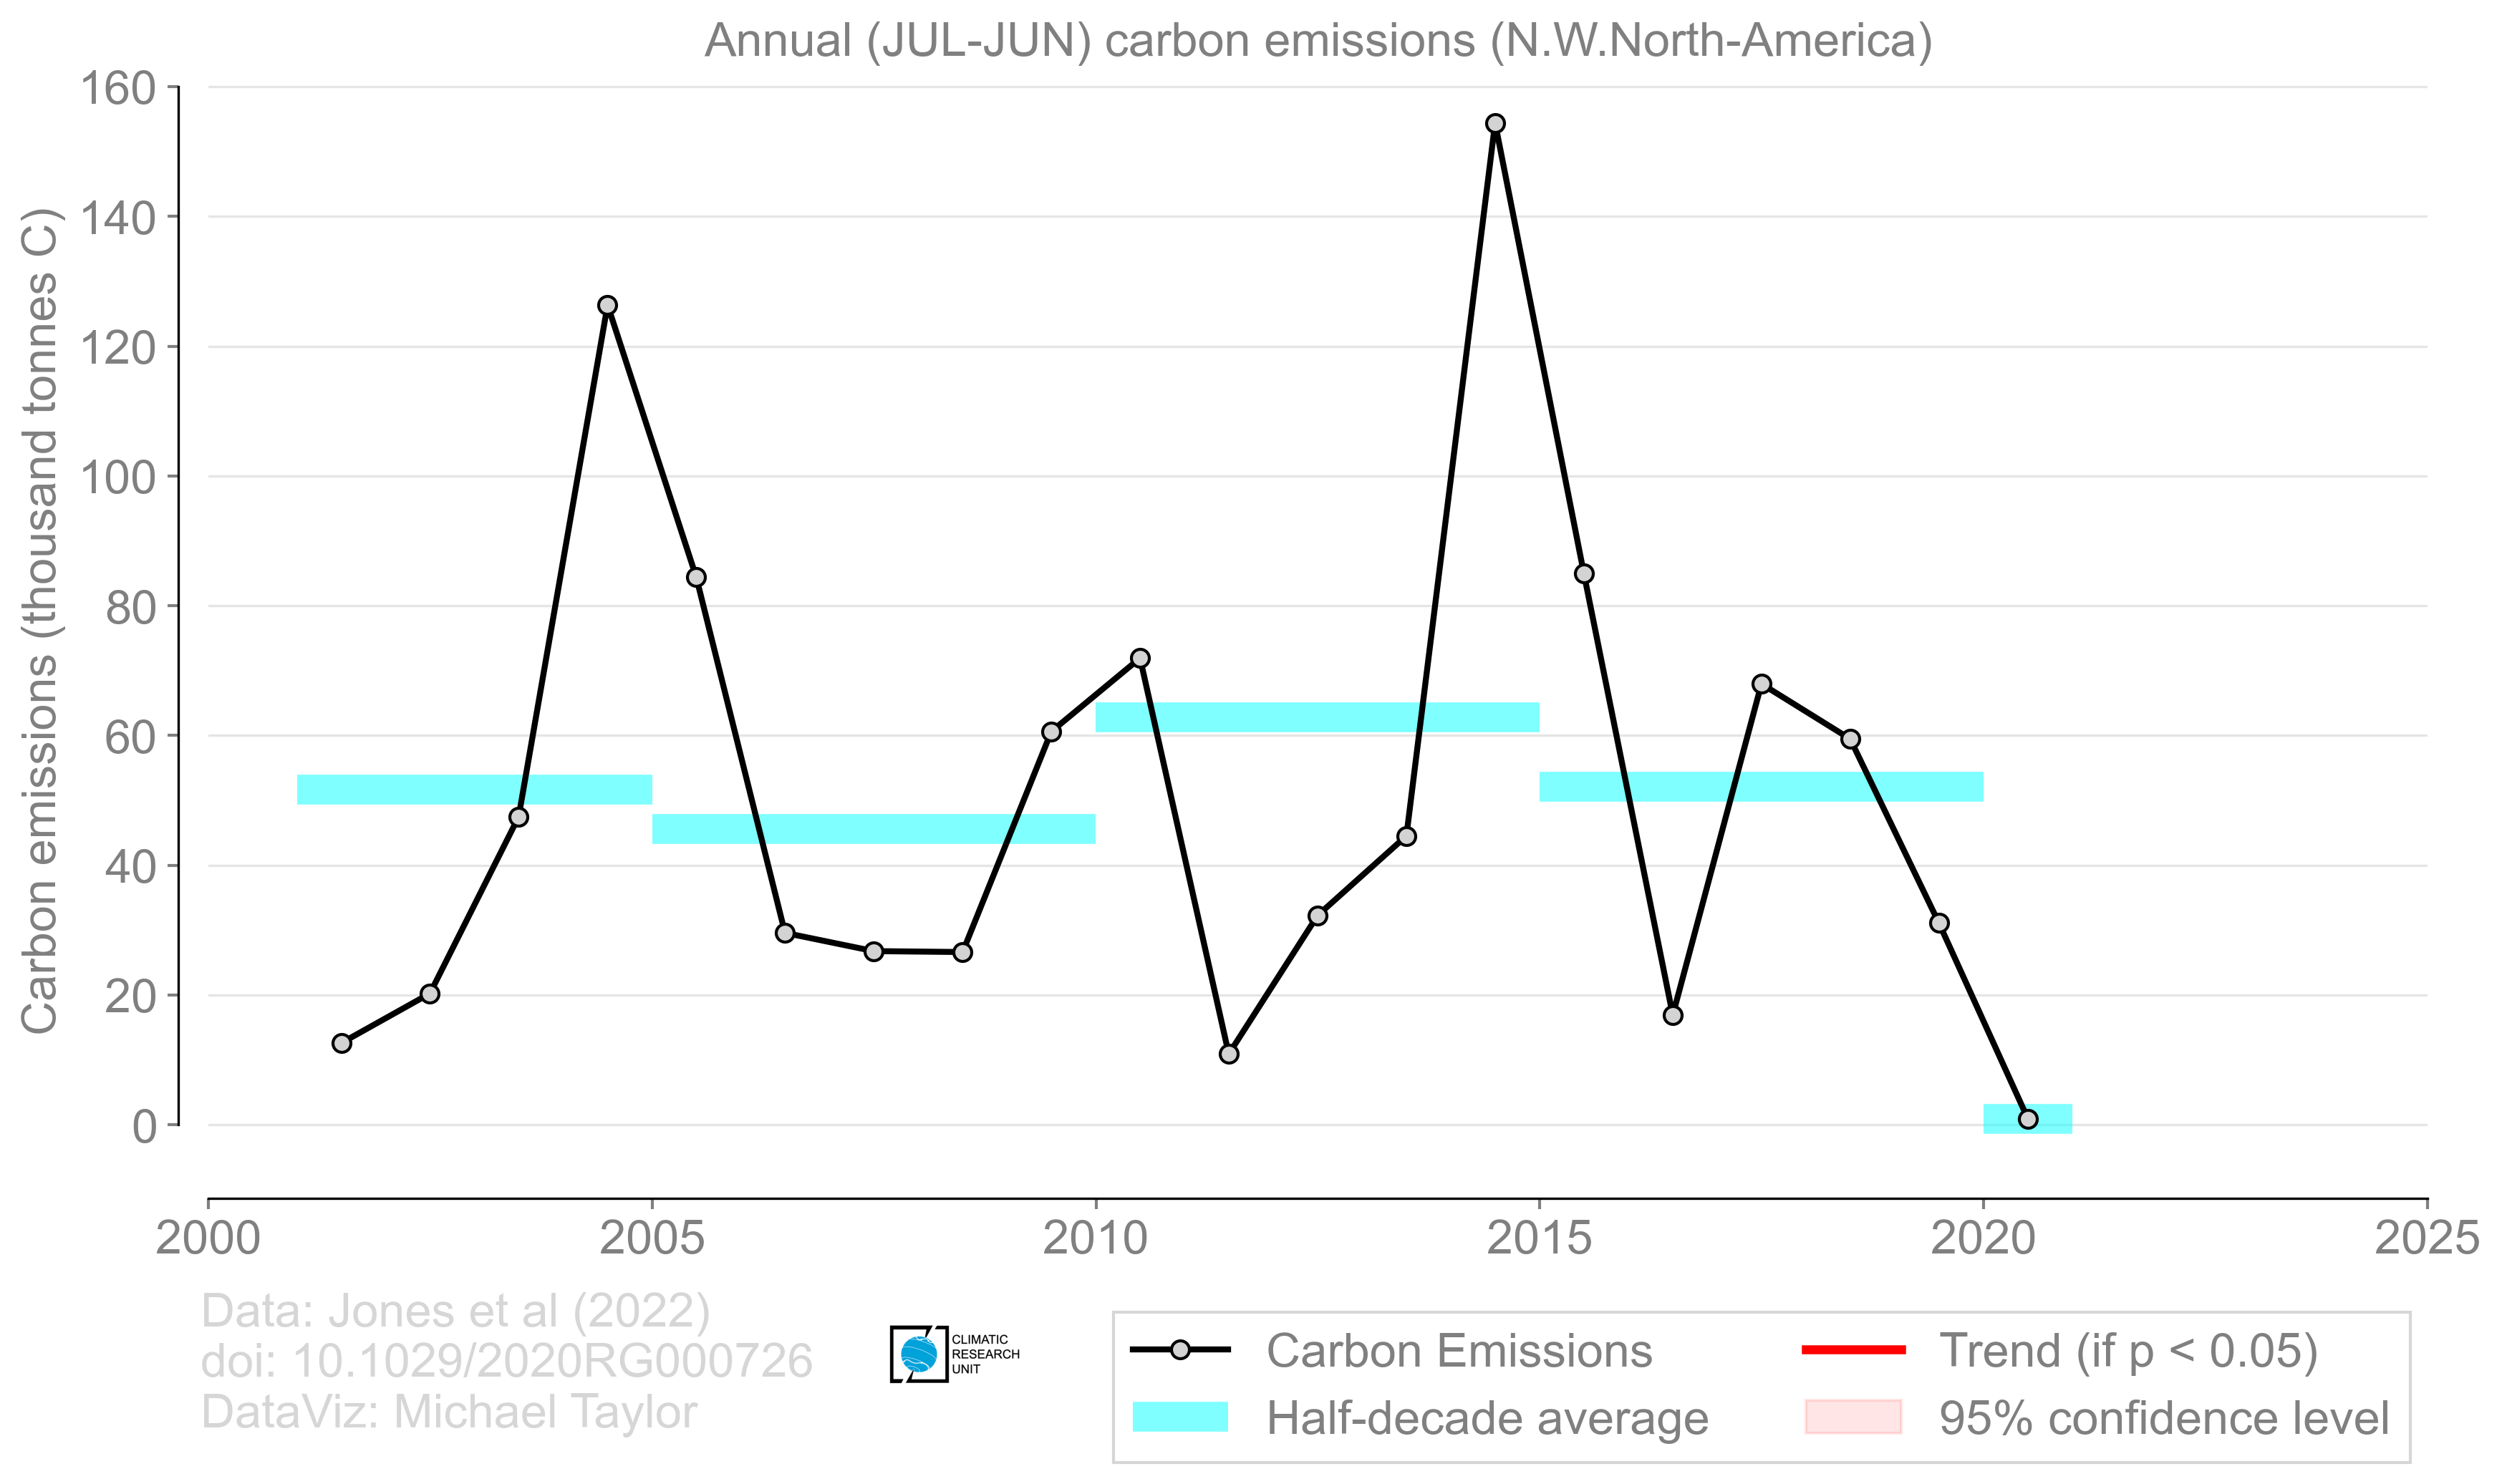 Annual (JUL-JUN) carbon emissions (N.W.North-America)
Carbon emissions (thousand tonnes C)
160
140
120
100
80
60
40
20
0
2000 2005 2010 2015 2020 2025
Data: Jones et al (2022)
doi: 10.1029/2020RG000726
DataViz: Michael Taylor
CLIMATIC
RESEARCH
UNIT
Carbon Emissions
Half-decade average
Trend (if p < 0.05)
95% confidence level